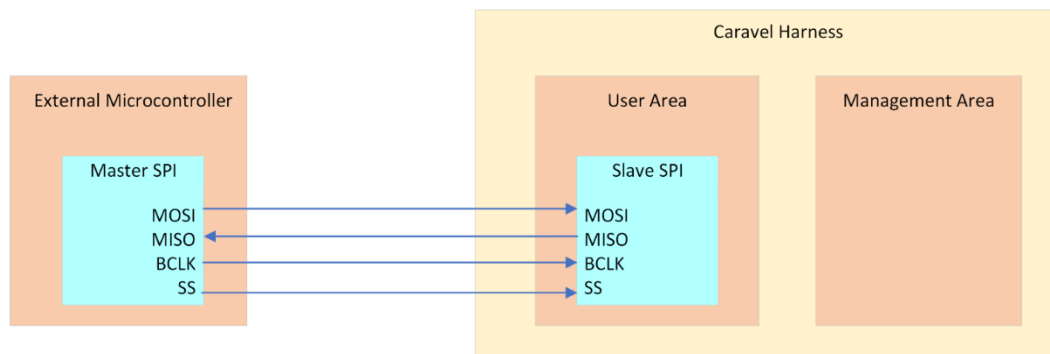 Caravel Harness
External Microcontroller
User Area
Management Area
Master SPI
Slave SPI
MOSI
MISO
BCLK
SS
MOSI
MISO
BCLK
SS